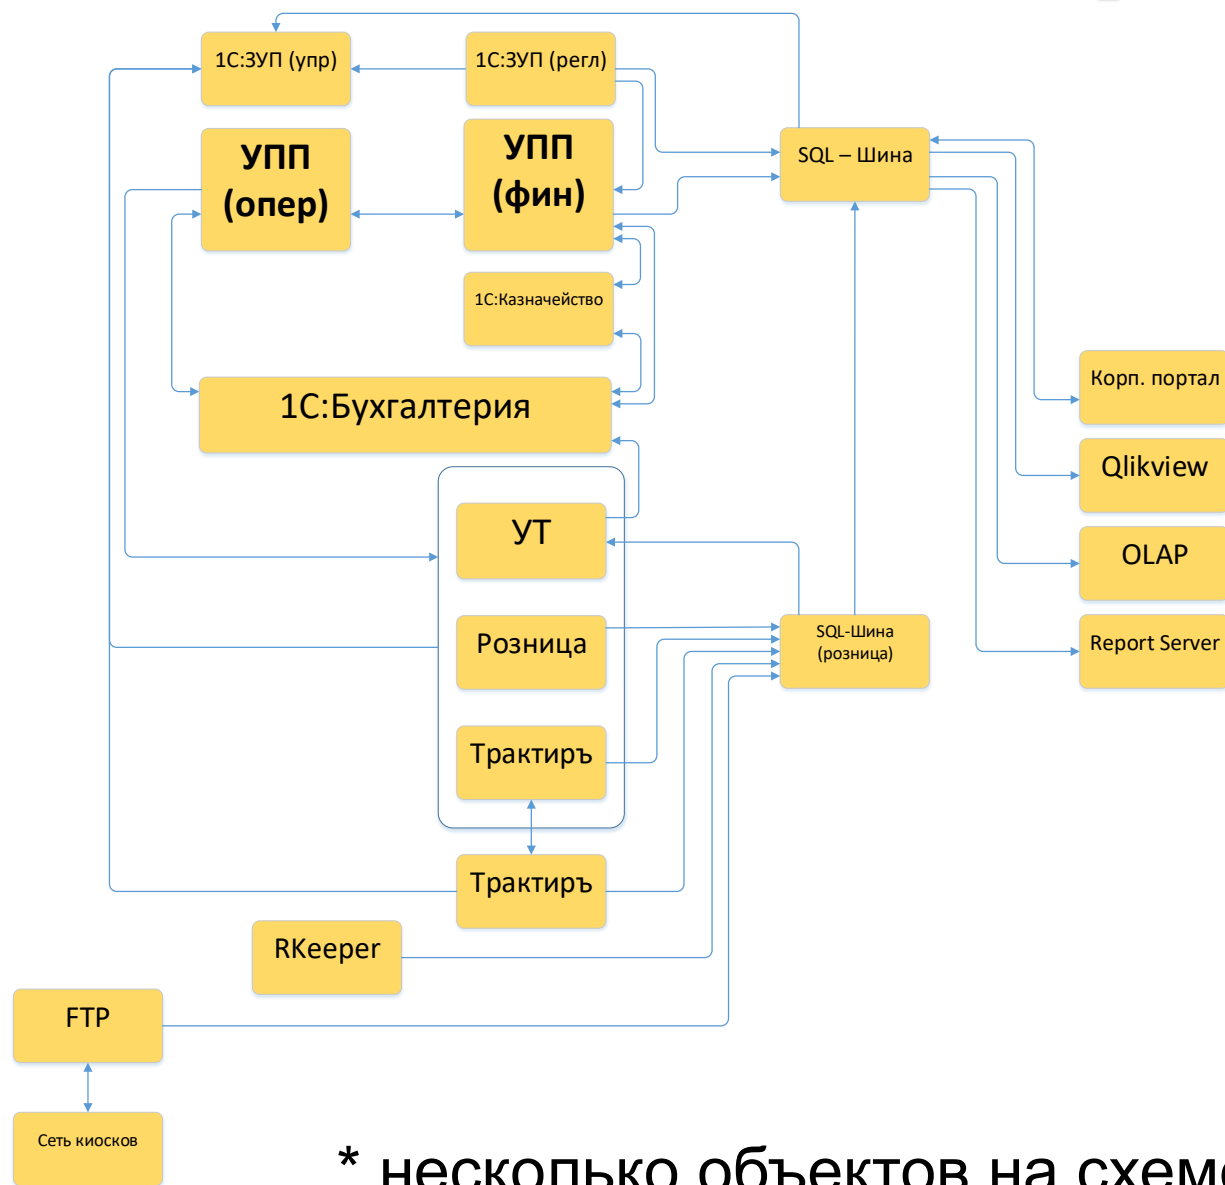 1С:ЗУП (упр)
1С:ЗУП (регл)
УПП
(опер)
УПП
(фин)
SQL – Шина
1С:Казначейство
1С:Бухгалтерия
Корп. портал
Qlikview
OLAP
Report Server
УТ
Розница
SQL-Шина
(розница)
Трактиръ
Трактиръ
RKeeper
FTP
Сеть киосков
* несколько объектов на схеме